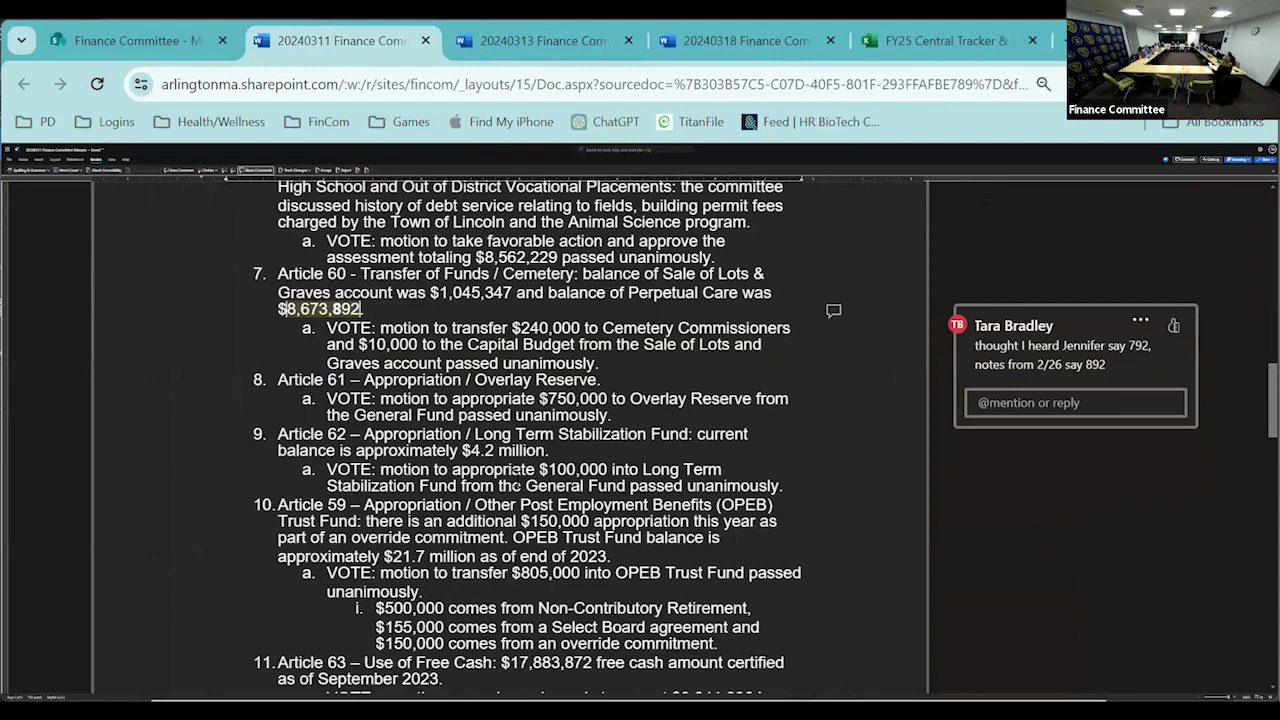 Finance Committee - M
20240311 Finance Com
20240313 Finance Com
20240318 Finance Com
FY25 Central Tracker &
arlingtonma.sharepoint.com/:w:/r/sites/fincom/_layouts/15/Doc.aspx?sourcedoc=%7B303B57C5-C07D-40F5-801F-293FFAFBE789%7D&f...
Finance Committee
PD
Logins
Health/Wellness
FinCom
Games
Find My iPhone
ChatGPT
TitanFile
Feed | HR BioTech C...
All Bookmarks
High School and Out of District Vocational Placements: the committee
discussed history of debt service relating to fields, building permit fees
charged by the Town of Lincoln and the Animal Science program.
a. VOTE: motion to take favorable action and approve the
assessment totaling $8,562,229 passed unanimously.
7. Article 60 - Transfer of Funds / Cemetery: balance of Sale of Lots &
Graves account was $1,045,347 and balance of Perpetual Care was
$8,673,892.
a. VOTE: motion to transfer $240,000 to Cemetery Commissioners
and $10,000 to the Capital Budget from the Sale of Lots and
Graves account passed unanimously.
8. Article 61 – Appropriation / Overlay Reserve.
a. VOTE: motion to appropriate $750,000 to Overlay Reserve from
the General Fund passed unanimously.
9. Article 62 – Appropriation / Long Term Stabilization Fund: current
balance is approximately $4.2 million.
a. VOTE: motion to appropriate $100,000 into Long Term
Stabilization Fund from the General Fund passed unanimously.
10. Article 59 – Appropriation / Other Post Employment Benefits (OPEB)
Trust Fund: there is an additional $150,000 appropriation this year as
part of an override commitment. OPEB Trust Fund balance is
approximately $21.7 million as of end of 2023.
a. VOTE: motion to transfer $805,000 into OPEB Trust Fund passed
unanimously.
i. $500,000 comes from Non-Contributory Retirement,
$155,000 comes from a Select Board agreement and
$150,000 comes from an override commitment.
11. Article 63 – Use of Free Cash: $17,883,872 free cash amount certified
as of September 2023.
TB
Tara Bradley
thought I heard Jennifer say 792,
notes from 2/26 say 892
@mention or reply